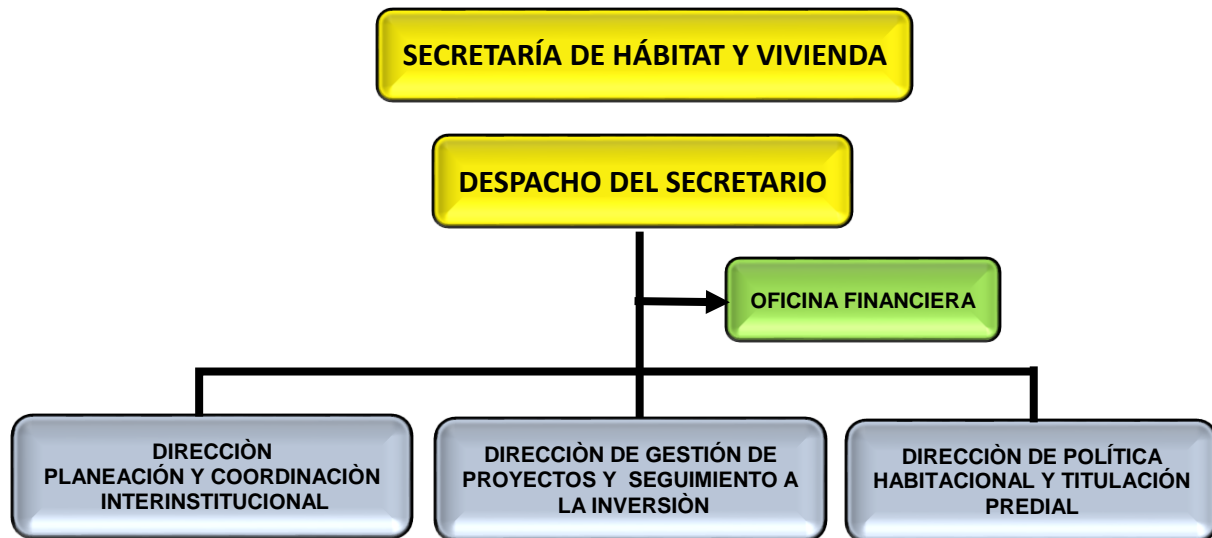 SECRETARÍA DE HÁBITAT Y VIVIENDA
DESPACHO DEL SECRETARIO
OFICINA FINANCIERA
DIRECCIÒN
PLANEACIÓN Y COORDINACIÒN
INTERINSTITUCIONAL
DIRECCIÒN DE GESTIÓN DE
PROYECTOS Y SEGUIMIENTO A
LA INVERSIÒN
DIRECCIÒN DE POLÍTICA
HABITACIONAL Y TITULACIÓN
PREDIAL